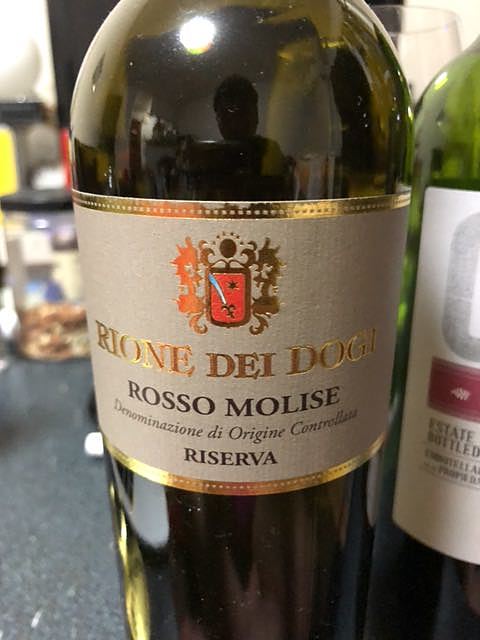 RIONE DEI DOGI
ROSSO MOLISE
Denominazione di Origine Controllata
RISERVA
ESTATE
BOTTLED